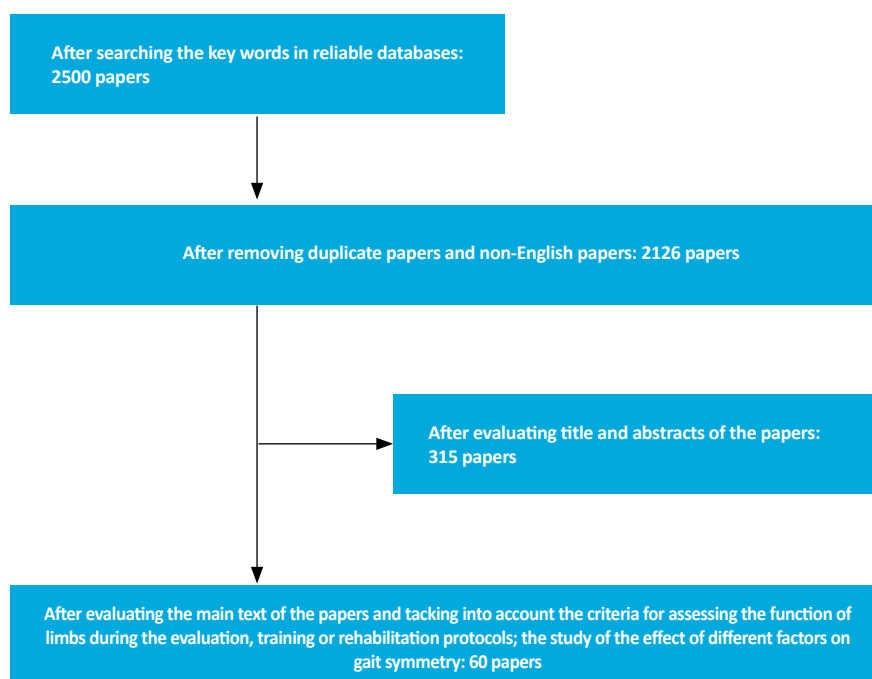 After searching the key words in reliable databases:
2500 papers
After removing duplicate papers and non-English papers: 2126 papers
After evaluating title and abstracts of the papers:
315 papers
After evaluating the main text of the papers and tacking into account the criteria for assessing the function of
limbs during the evaluation, training or rehabilitation protocols; the study of the effect of different factors on
gait symmetry: 60 papers